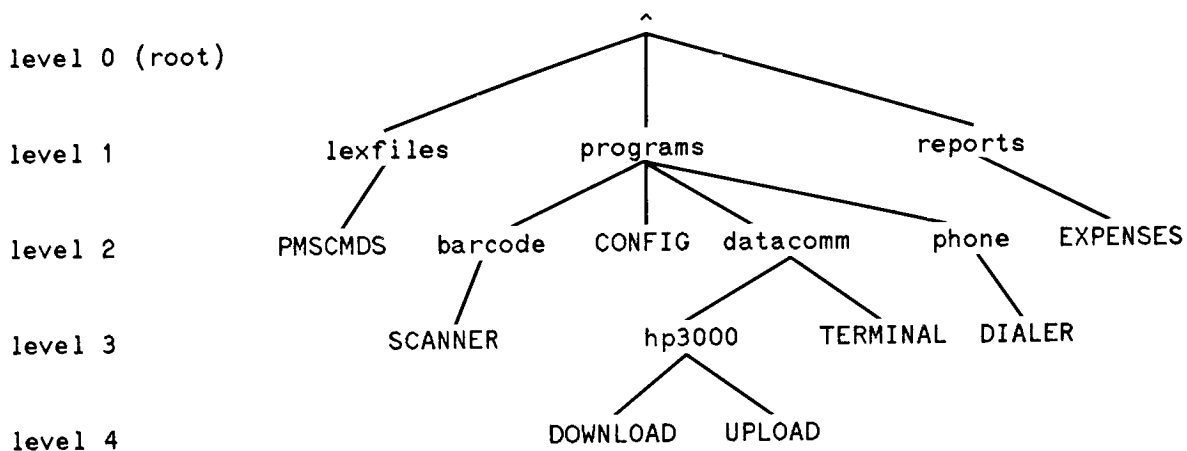 ^
level 0 (root)
level 1 lexfiles programs reports
level 2 PMSCMDS barcode CONFIG datacomm phone EXPENSES
level 3 SCANNER hp3000 TERMINAL DIALER
level 4 DOWNLOAD UPLOAD